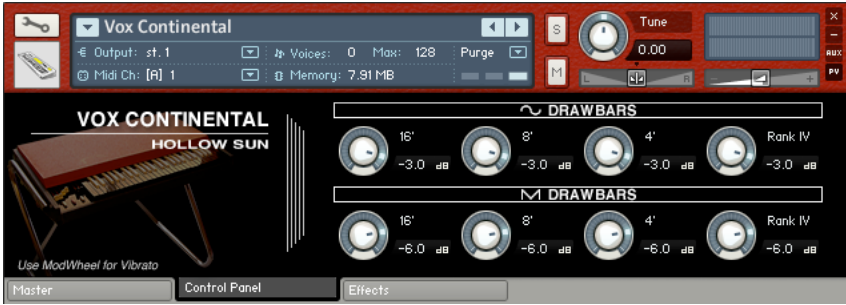 Vox Continental
Output: st. 1
Voices: 0 Max: 128
Purge
Midi Ch: [A] 1
Memory: 7.91 MB
S
M
Tune
0.00
L
R
-
+
X
-
AUX
PV
VOX CONTINENTAL
HOLLOW SUN
Use ModWheel for Vibrato
DRAWBARS
16' 8' 4' Rank IV
-3.0 dB -3.0 dB -3.0 dB -3.0 dB
DRAWBARS
16' 8' 4' Rank IV
-6.0 dB -6.0 dB -6.0 dB -6.0 dB
Master Control Panel Effects